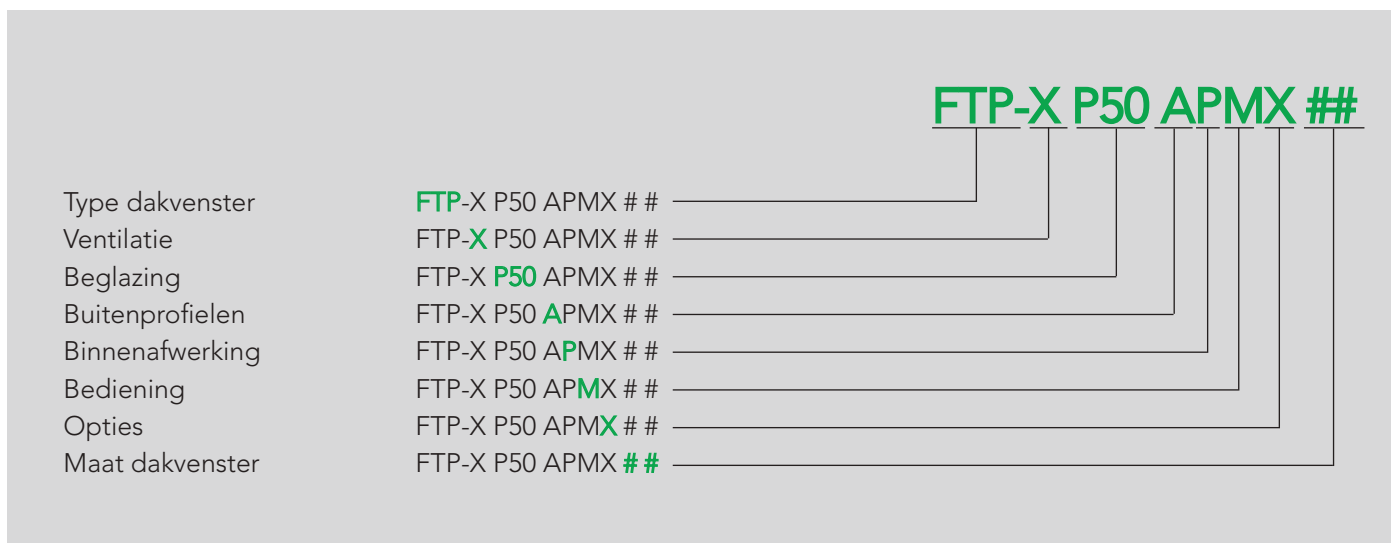 FTP-X P50 APMX ##
Type dakvenster FTP-X P50 APMX # #
Ventilatie FTP-X P50 APMX # #
Beglazing FTP-X P50 APMX # #
Buitenprofielen FTP-X P50 APMX # #
Binnenafwerking FTP-X P50 APMX # #
Bediening FTP-X P50 APMX # #
Opties FTP-X P50 APMX # #
Maat dakvenster FTP-X P50 APMX # #